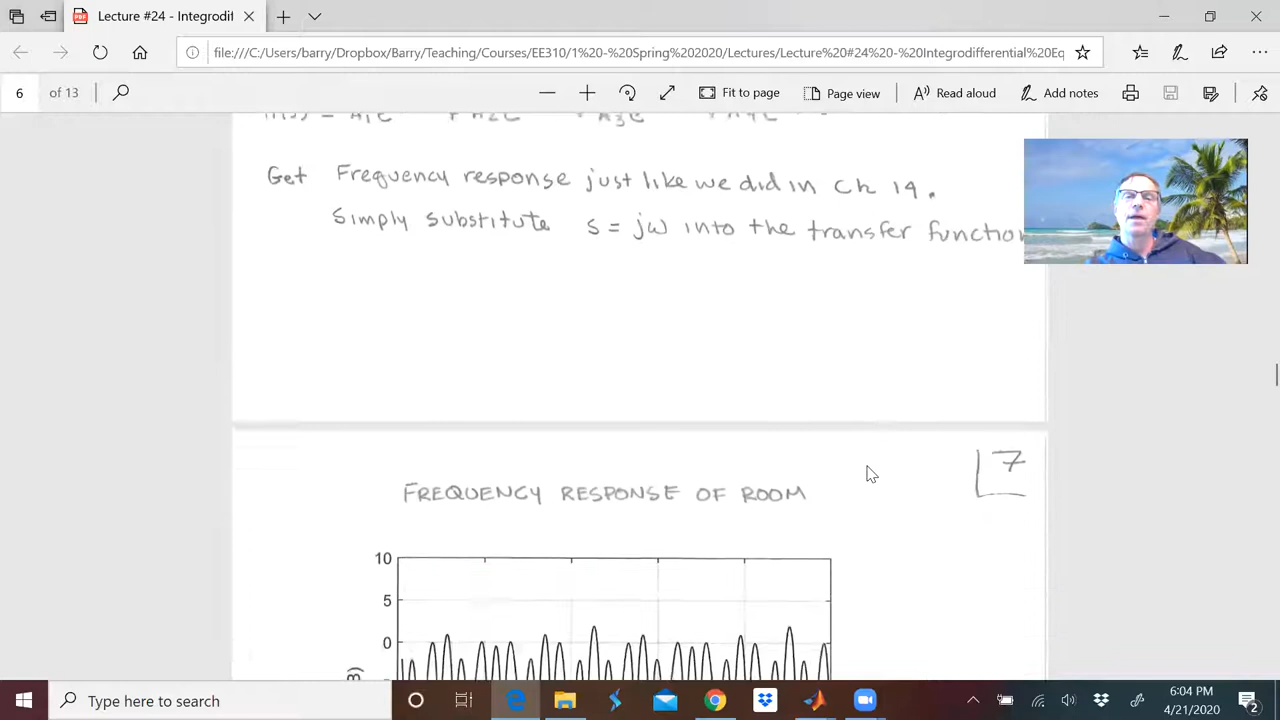 Lecture #24 - Integrodif
file:///C:/Users/barry/Dropbox/Barry/Teaching/Courses/EE310/1%20-%20Spring%202020/Lectures/Lecture%20#24%20-%20Integrodifferential%20Eq
6 of 13
Fit to page
Page view
Read aloud
Add notes
Get Frequency response just like we did in Ch 14.
Simply substitute s = jω into the transfer function
7
FREQUENCY RESPONSE OF ROOM
10
5
0
Type here to search
6:04 PM
4/21/2020
2